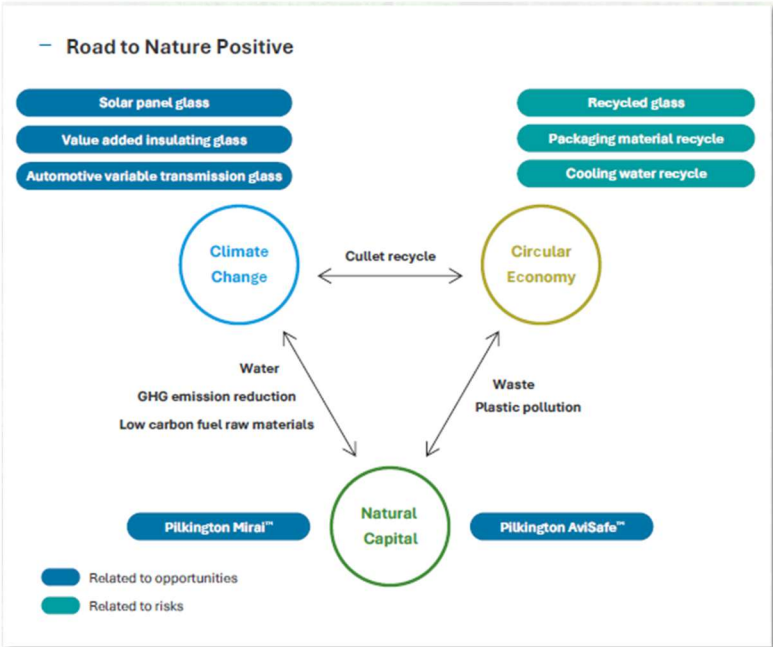 – Road to Nature Positive
Solar panel glass
Value added insulating glass
Automotive variable transmission glass
Recycled glass
Packaging material recycle
Cooling water recycle
Climate
Change
Cullet recycle
Circular
Economy
Water
GHG emission reduction
Low carbon fuel raw materials
Waste
Plastic pollution
Pilkington Mirai™
Natural
Capital
Pilkington AviSafe™
Related to opportunities
Related to risks